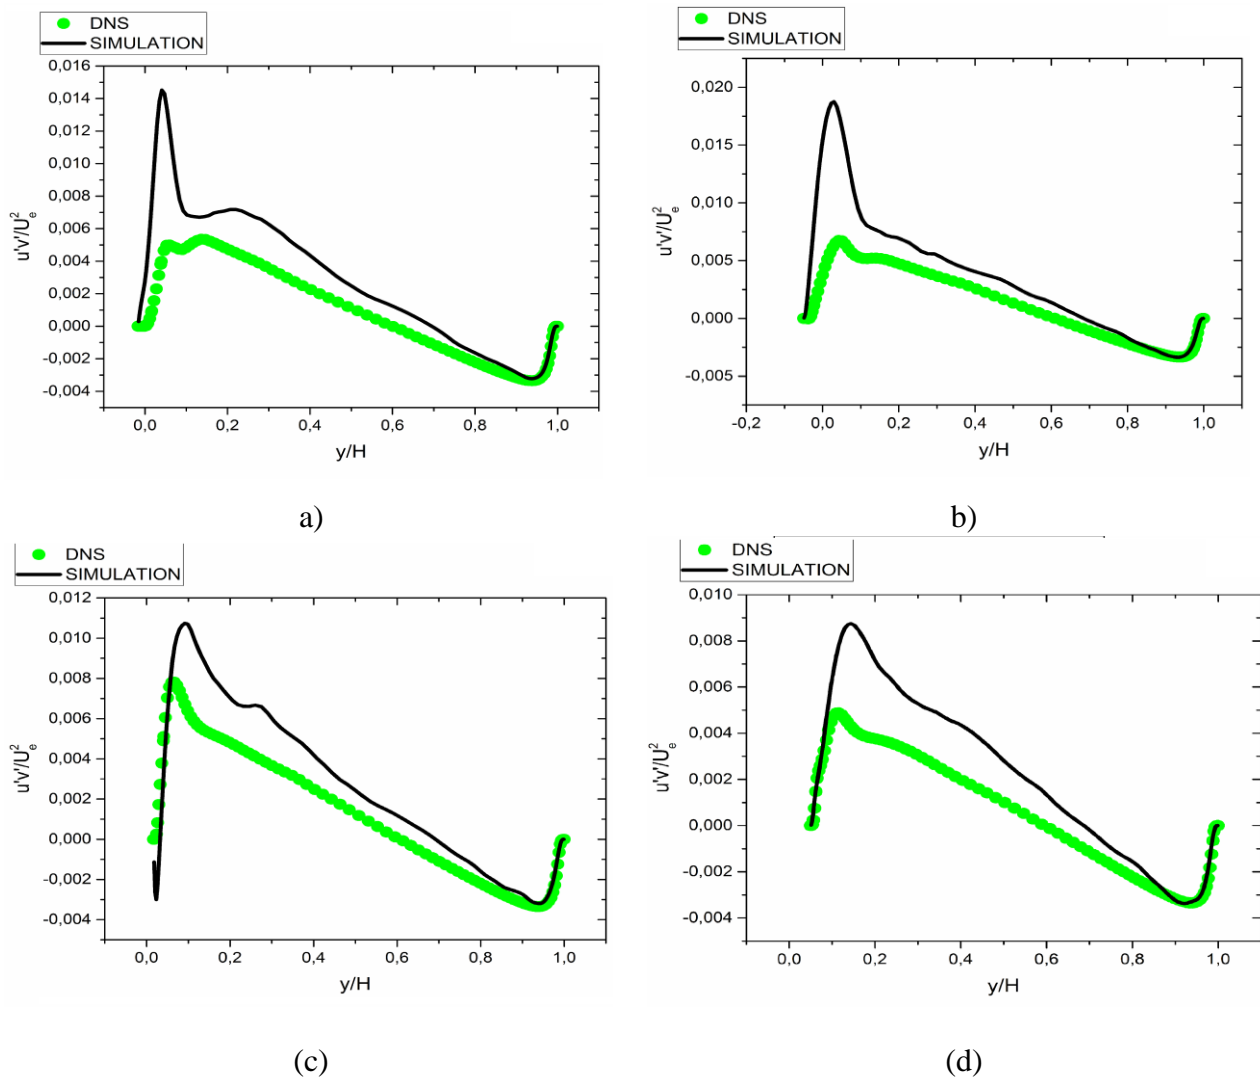 DNS
SIMULATION
0,016
0,014
0,012
0,010
0,008
0,006
0,004
0,002
0,000
-0,002
-0,004
u'v'/U²ₑ
0,0 0,2 0,4 0,6 0,8 1,0
y/H
a)
DNS
SIMULATION
0,020
0,015
0,010
0,005
0,000
-0,005
u'v'/U²ₑ
-0,2 0,0 0,2 0,4 0,6 0,8 1,0
y/H
b)
DNS
SIMULATION
0,012
0,010
0,008
0,006
0,004
0,002
0,000
-0,002
-0,004
u'v'/U²ₑ
0,0 0,2 0,4 0,6 0,8 1,0
y/H
(c)
DNS
SIMULATION
0,010
0,008
0,006
0,004
0,002
0,000
-0,002
-0,004
u'v'/U²ₑ
0,0 0,2 0,4 0,6 0,8 1,0
y/H
(d)